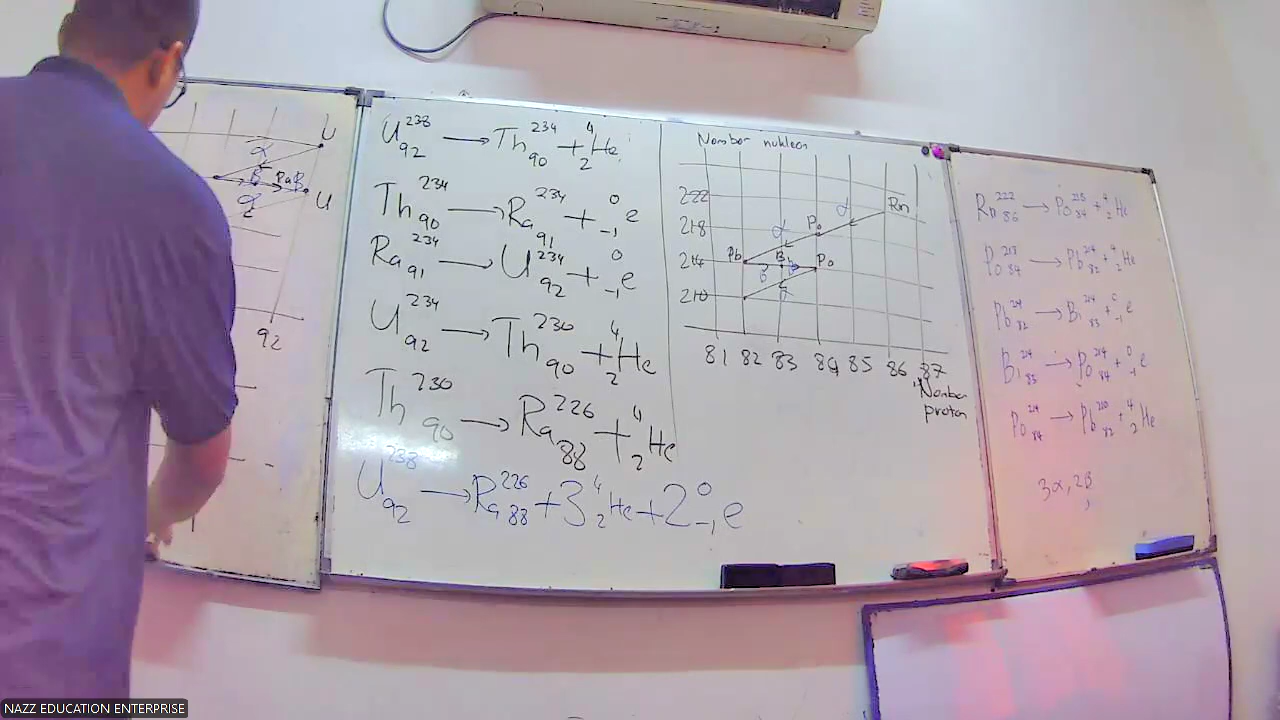 U
α
β Pa β
α
U
92
U 238 92 → Th 234 90 + 4 2 He
Th 234 90 → Ra 234 91 + 0 -1 e
Ra 234 91 → U 234 92 + 0 -1 e
U 234 92 → Th 230 90 + 4 2 He
Th 230 90 → Ra 226 88 + 4 2 He
U 238 92 → Ra 226 88 + 3 4 2 He + 2 0 -1 e
Nombor nukleon
222
218
214
210
Rn
α
Po
α
Pb
Bi
Po
β
81 82 83 84 85 86 87
Nombor
proton
Rn 222 86 → Po 218 84 + 4 2 He
Po 218 84 → Pb 214 82 + 4 2 He
Pb 214 82 → Bi 214 83 + 0 -1 e
Bi 214 83 → Po 214 84 + 0 -1 e
Po 214 84 → Pb 210 82 + 4 2 He
3α, 2β
NAZZ EDUCATION ENTERPRISE